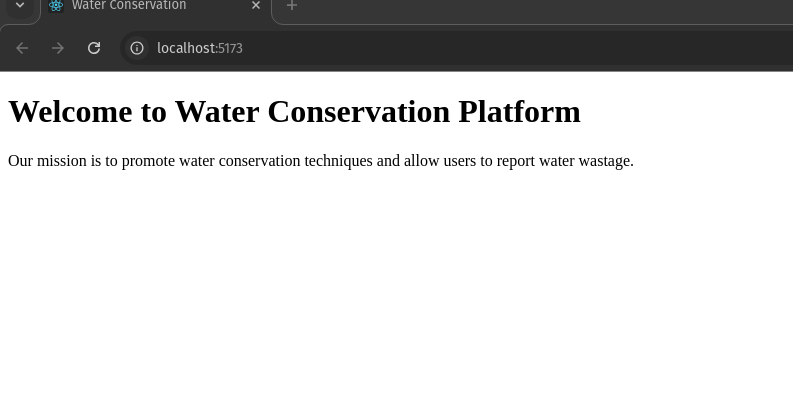 Water Conservation
localhost:5173
Welcome to Water Conservation Platform
Our mission is to promote water conservation techniques and allow users to report water wastage.